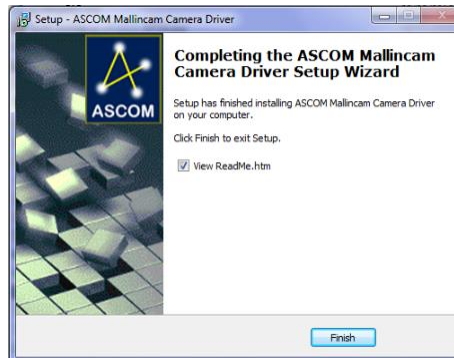 Setup - ASCOM Mallincam Camera Driver
ASCOM
Completing the ASCOM Mallincam
Camera Driver Setup Wizard
Setup has finished installing ASCOM Mallincam Camera Driver
on your computer.
Click Finish to exit Setup.
View ReadMe.htm
Finish